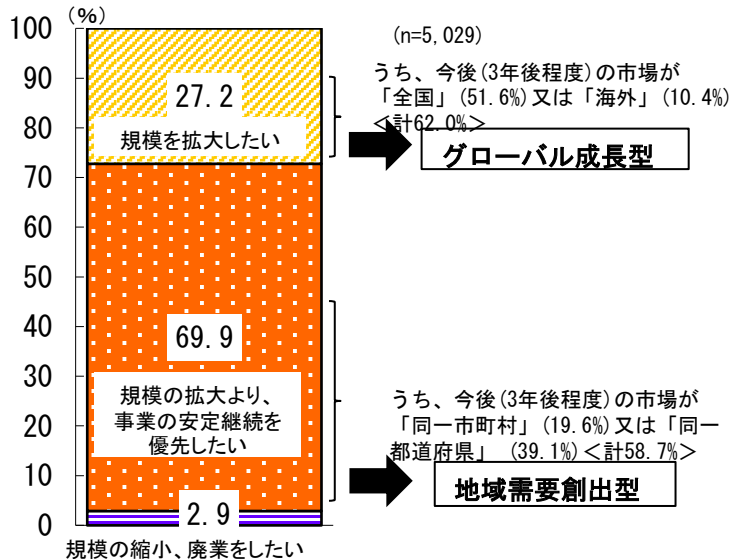 (%)
100
90
80
70
60
50
40
30
20
10
0
27.2
規模を拡大したい
69.9
規模の拡大より、
事業の安定継続を
優先したい
2.9
規模の縮小、廃業をしたい
(n=5,029)
うち、今後(3年後程度)の市場が
「全国」(51.6%)又は「海外」(10.4%)
<計62.0%>
グローバル成長型
うち、今後(3年後程度)の市場が
「同一市町村」(19.6%)又は「同一
都道府県」 (39.1%)<計58.7%>
地域需要創出型